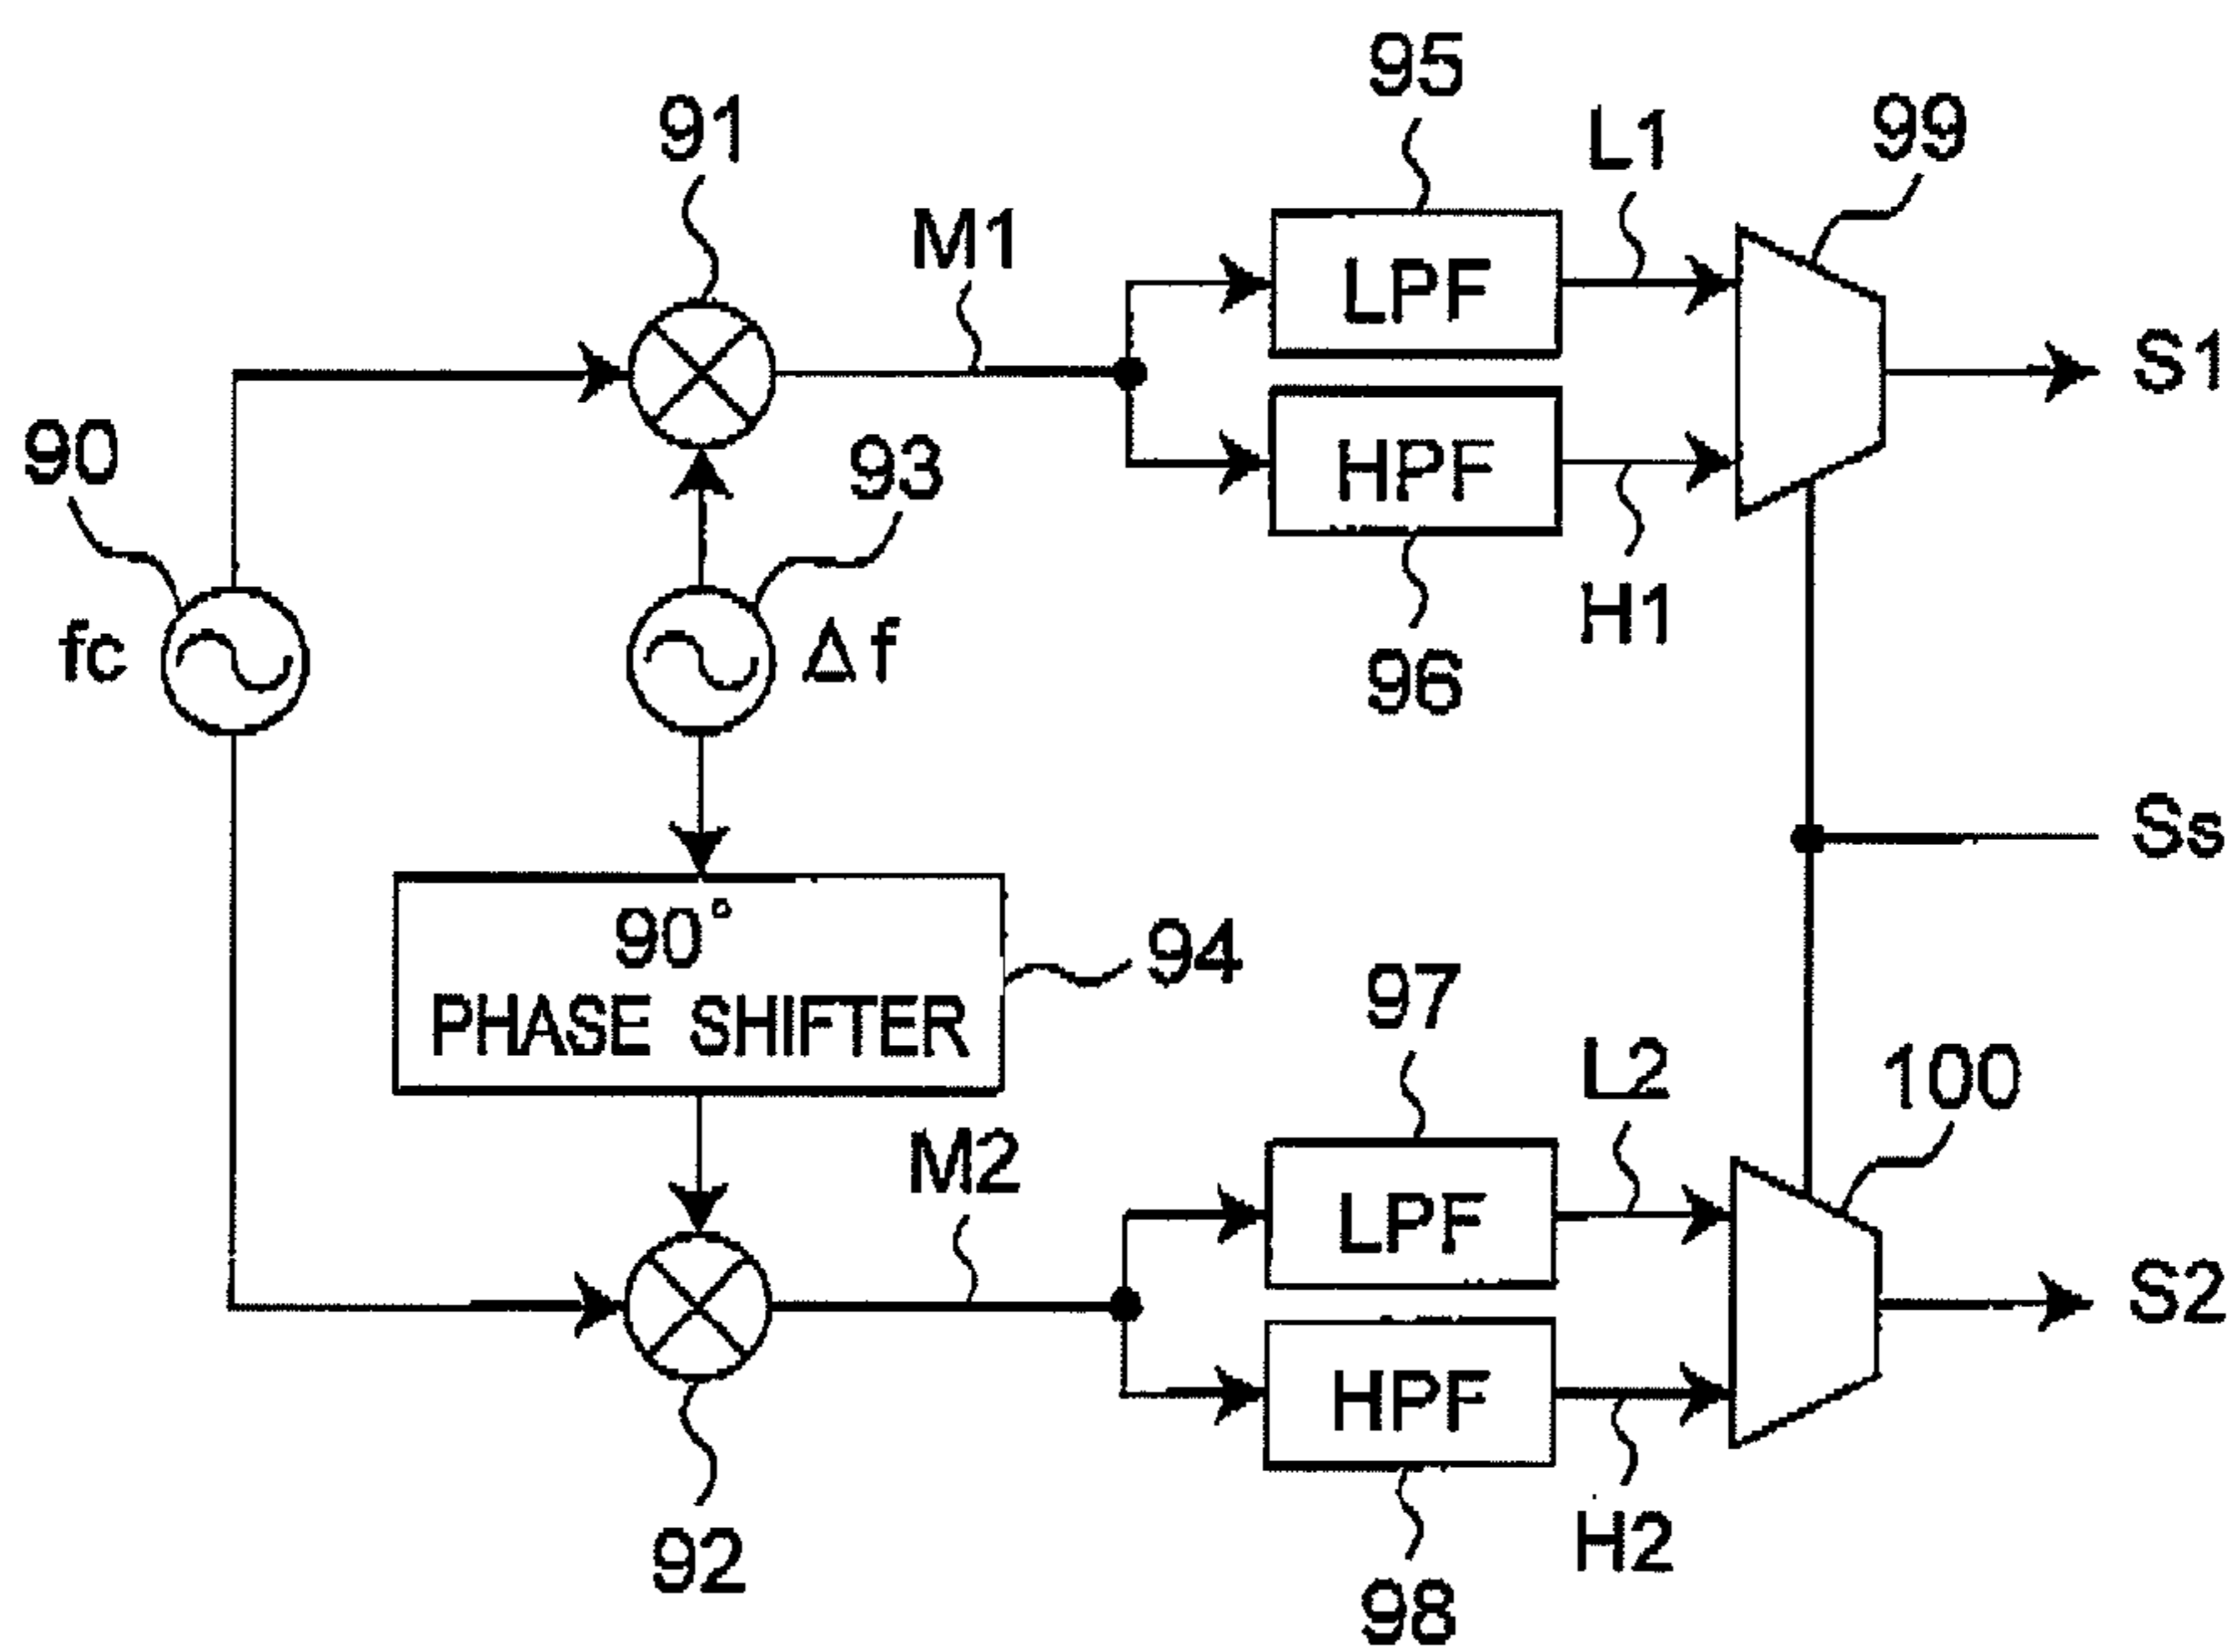 95
L1
99
91
M1
LPF
S1
90
93
HPF
H1
fc
Δf
96
Ss
90°
PHASE SHIFTER
94
97
L2
100
M2
LPF
S2
HPF
H2
92
98